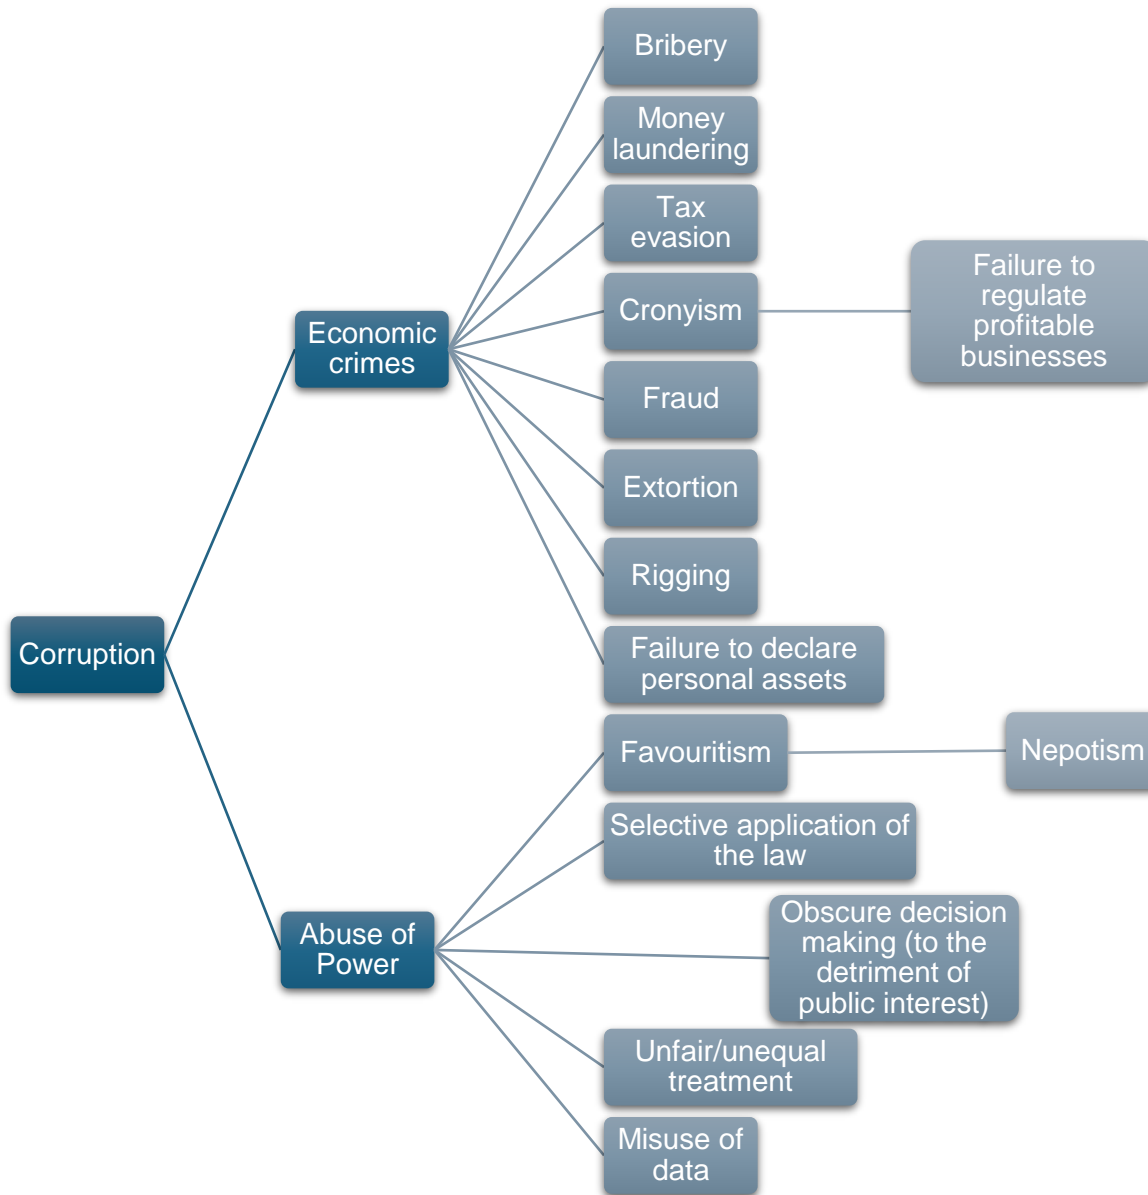 Bribery
Money
laundering
Tax
evasion
Cronyism
Failure to
regulate
profitable
businesses
Economic
crimes
Fraud
Extortion
Rigging
Corruption
Failure to declare
personal assets
Favouritism
Nepotism
Selective application of
the law
Abuse of
Power
Obscure decision
making (to the
detriment of
public interest)
Unfair/unequal
treatment
Misuse of
data